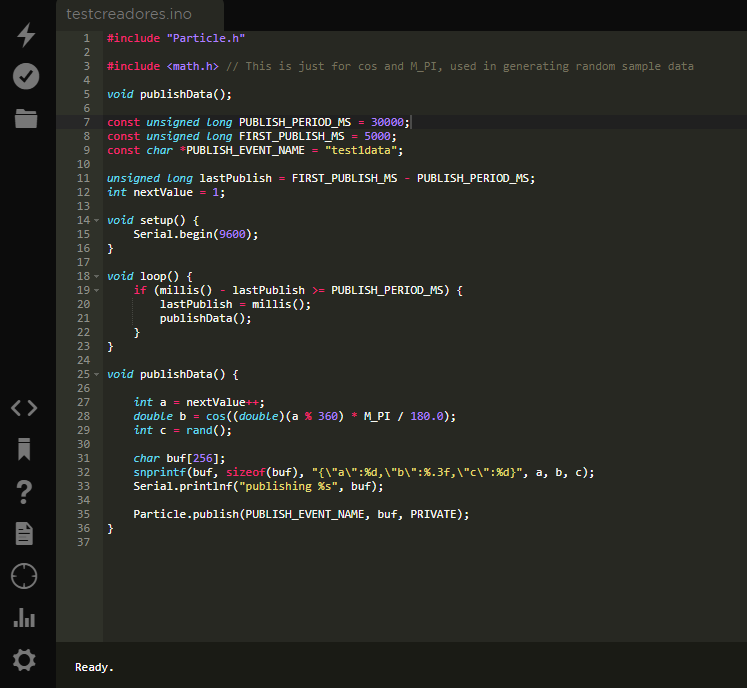 testcreadores.ino
1 #include "Particle.h"
2
3 #include <math.h> // This is just for cos and M_PI, used in generating random sample data
4
5 void publishData();
6
7 const unsigned long PUBLISH_PERIOD_MS = 30000;
8 const unsigned long FIRST_PUBLISH_MS = 5000;
9 const char *PUBLISH_EVENT_NAME = "test1data";
10
11 unsigned long lastPublish = FIRST_PUBLISH_MS - PUBLISH_PERIOD_MS;
12 int nextValue = 1;
13
14 void setup() {
15     Serial.begin(9600);
16 }
17
18 void loop() {
19     if (millis() - lastPublish >= PUBLISH_PERIOD_MS) {
20         lastPublish = millis();
21         publishData();
22     }
23 }
24
25 void publishData() {
26
27     int a = nextValue++;
28     double b = cos((double)(a % 360) * M_PI / 180.0);
29     int c = rand();
30
31     char buf[256];
32     snprintf(buf, sizeof(buf), "{\"a\":%d,\"b\":%.3f,\"c\":%d}", a, b, c);
33     Serial.printlnf("publishing %s", buf);
34
35     Particle.publish(PUBLISH_EVENT_NAME, buf, PRIVATE);
36 }
37
Ready.